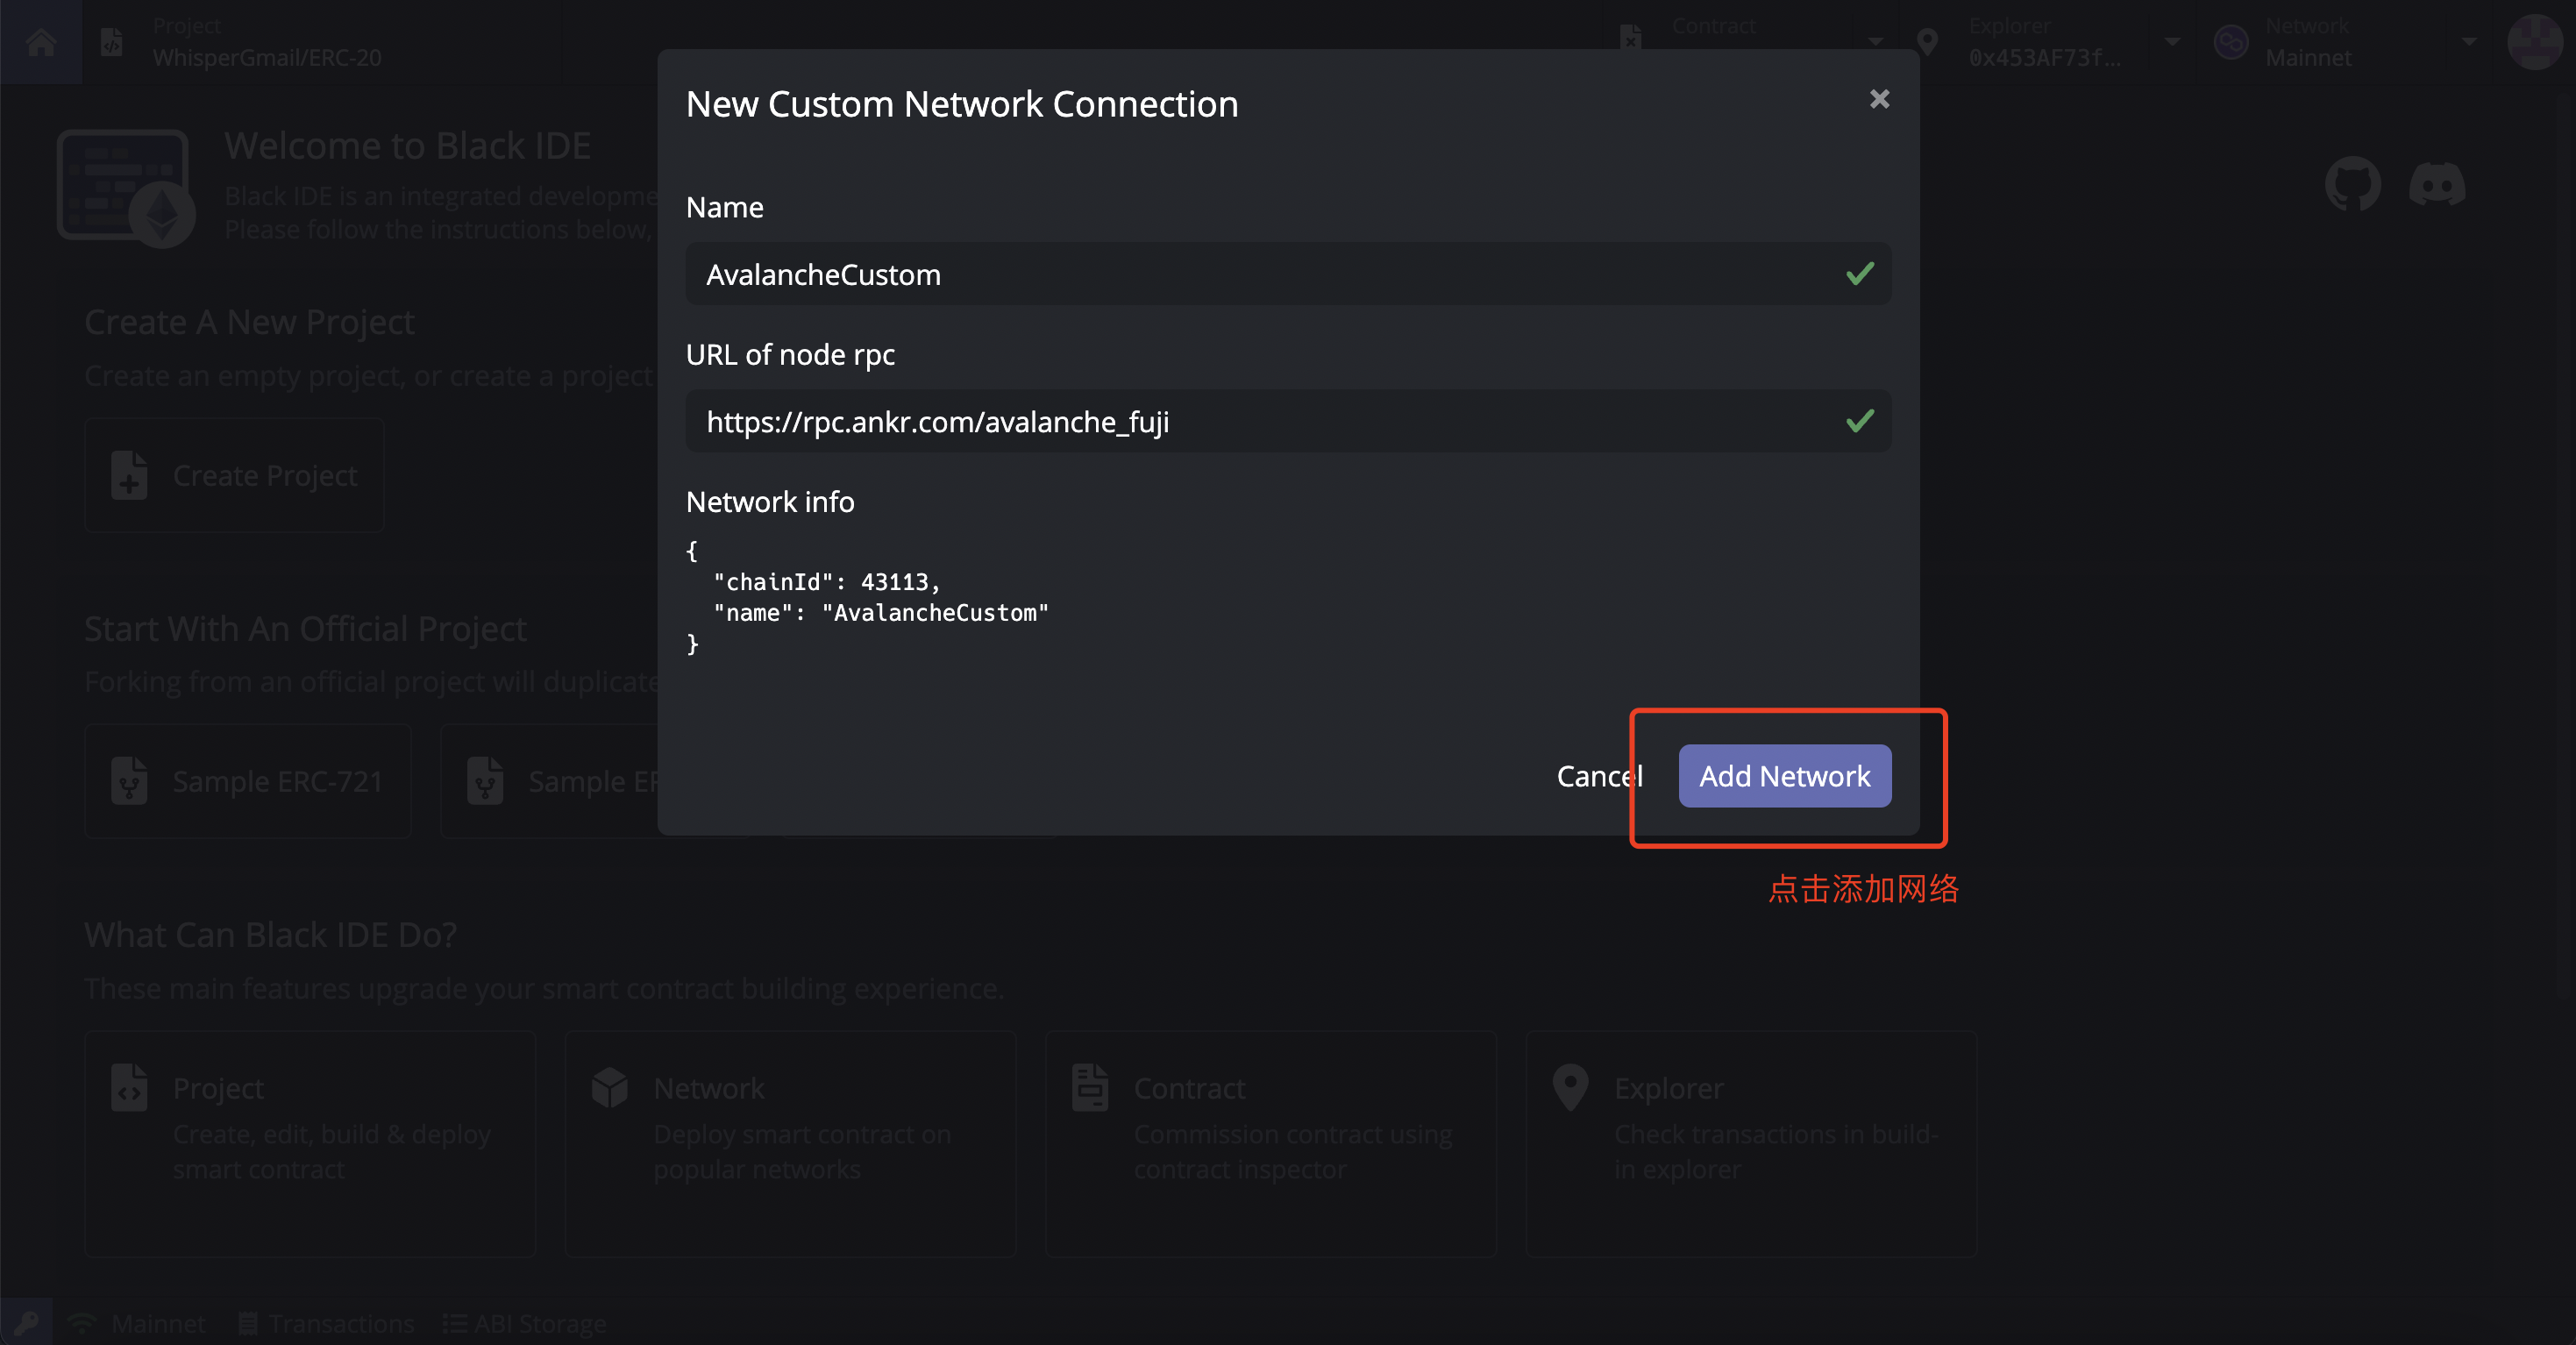 Project
WhisperGmail/ERC-20
Contract
Explorer
0x453AF73f...
Network
Mainnet
New Custom Network Connection
Name
AvalancheCustom
URL of node rpc
https://rpc.ankr.com/avalanche_fuji
Network info
{
"chainId": 43113,
"name": "AvalancheCustom"
}
Cancel
Add Network
点击添加网络
Welcome to Black IDE
Black IDE is an integrated developme
Please follow the instructions below,
Create A New Project
Create an empty project, or create a project
Create Project
Start With An Official Project
Forking from an official project will duplicate
Sample ERC-721
Sample ER
What Can Black IDE Do?
These main features upgrade your smart contract building experience.
Project
Create, edit, build & deploy
smart contract
Network
Deploy smart contract on
popular networks
Contract
Commission contract using
contract inspector
Explorer
Check transactions in build-
in explorer
Mainnet
Transactions
ABI Storage